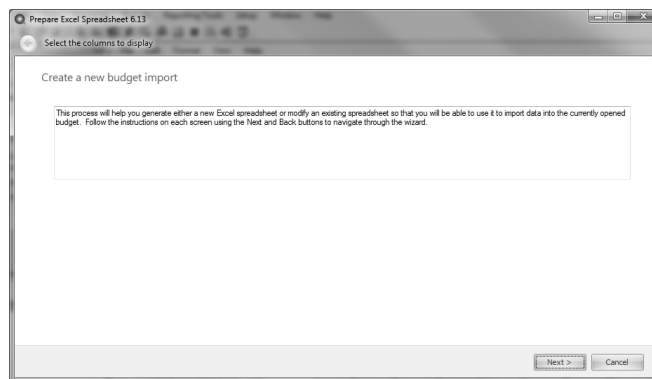 Prepare Excel Spreadsheet 6.13
Select the columns to display
Create a new budget import
This process will help you generate either a new Excel spreadsheet or modify an existing spreadsheet so that you will be able to use it to import data into the currently opened
budget. Follow the instructions on each screen using the Next and Back buttons to navigate through the wizard.
Next >
Cancel